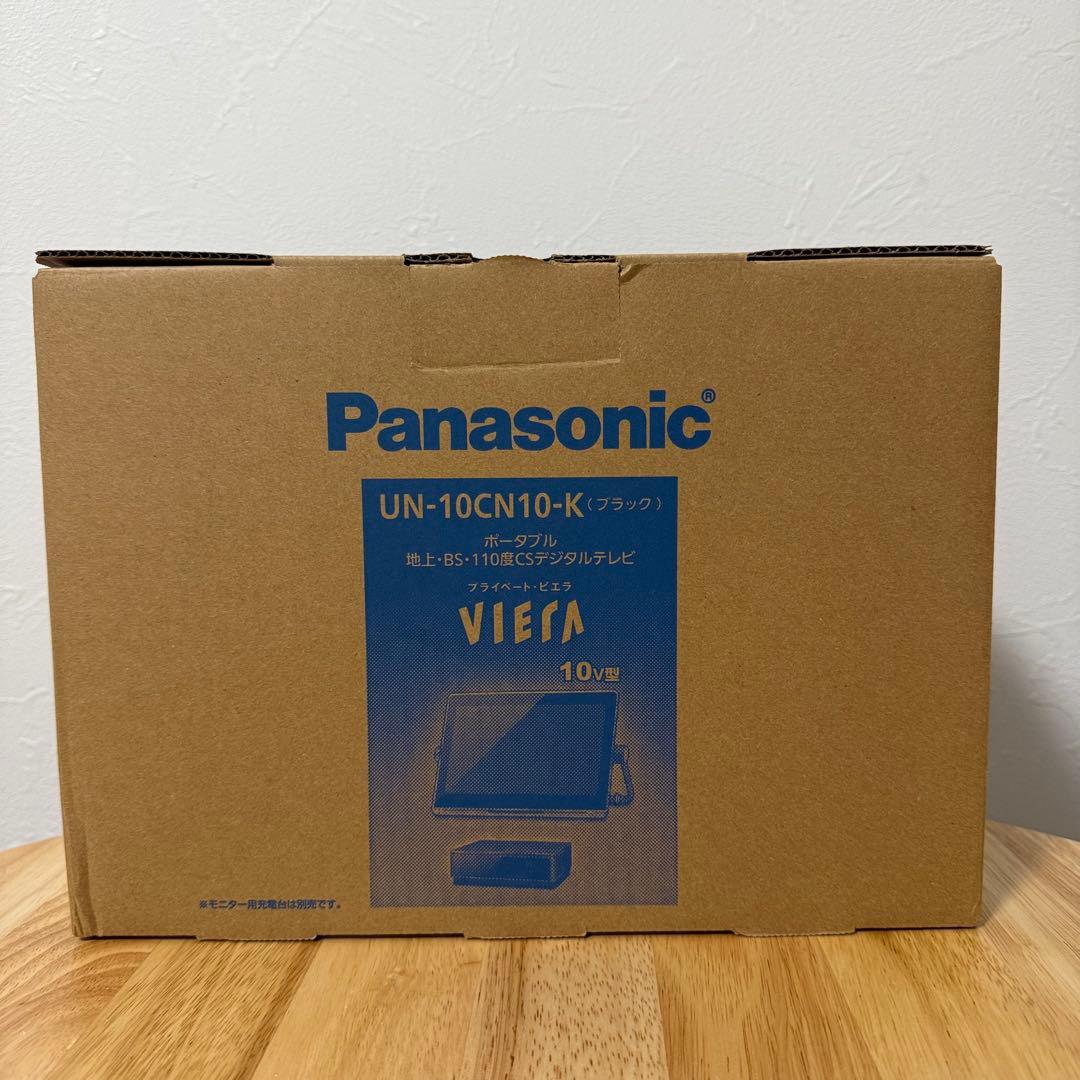 Panasonic®
UN-10CN10-K（ブラック）
ポータブル
地上・BS・110度CSデジタルテレビ
プライベート・ビエラ
VIERA
10V型
※モニター用充電台は別売です。